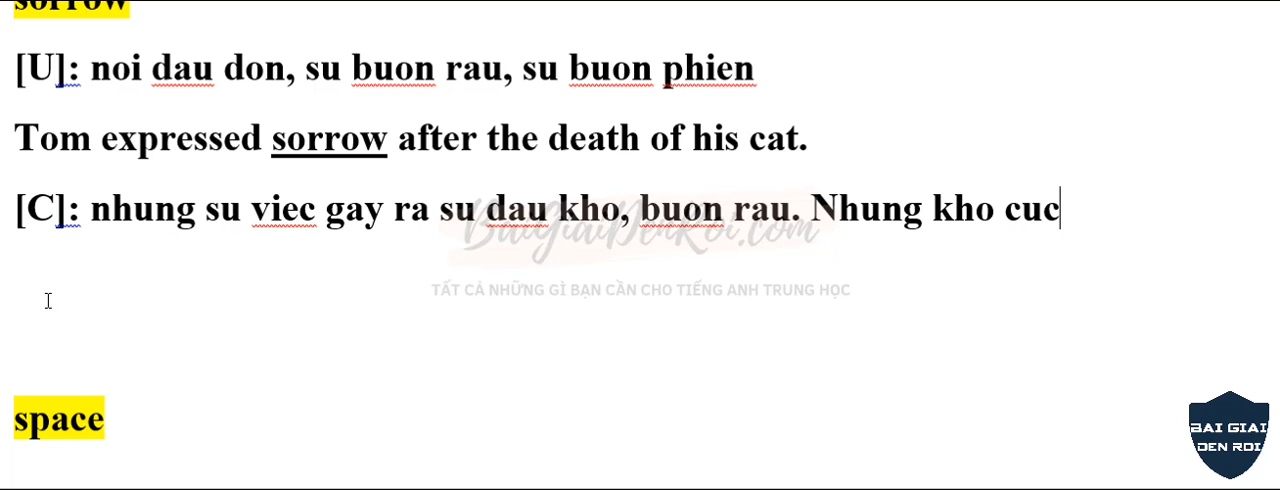 sorrow
[U]: noi dau don, su buon rau, su buon phien
Tom expressed sorrow after the death of his cat.
[C]: nhung su viec gay ra su dau kho, buon rau. Nhung kho cuc
BaiGiaiDenRoi.com
TẤT CẢ NHỮNG GÌ BẠN CẦN CHO TIẾNG ANH TRUNG HỌC
space
BAI GIAI
DEN ROI